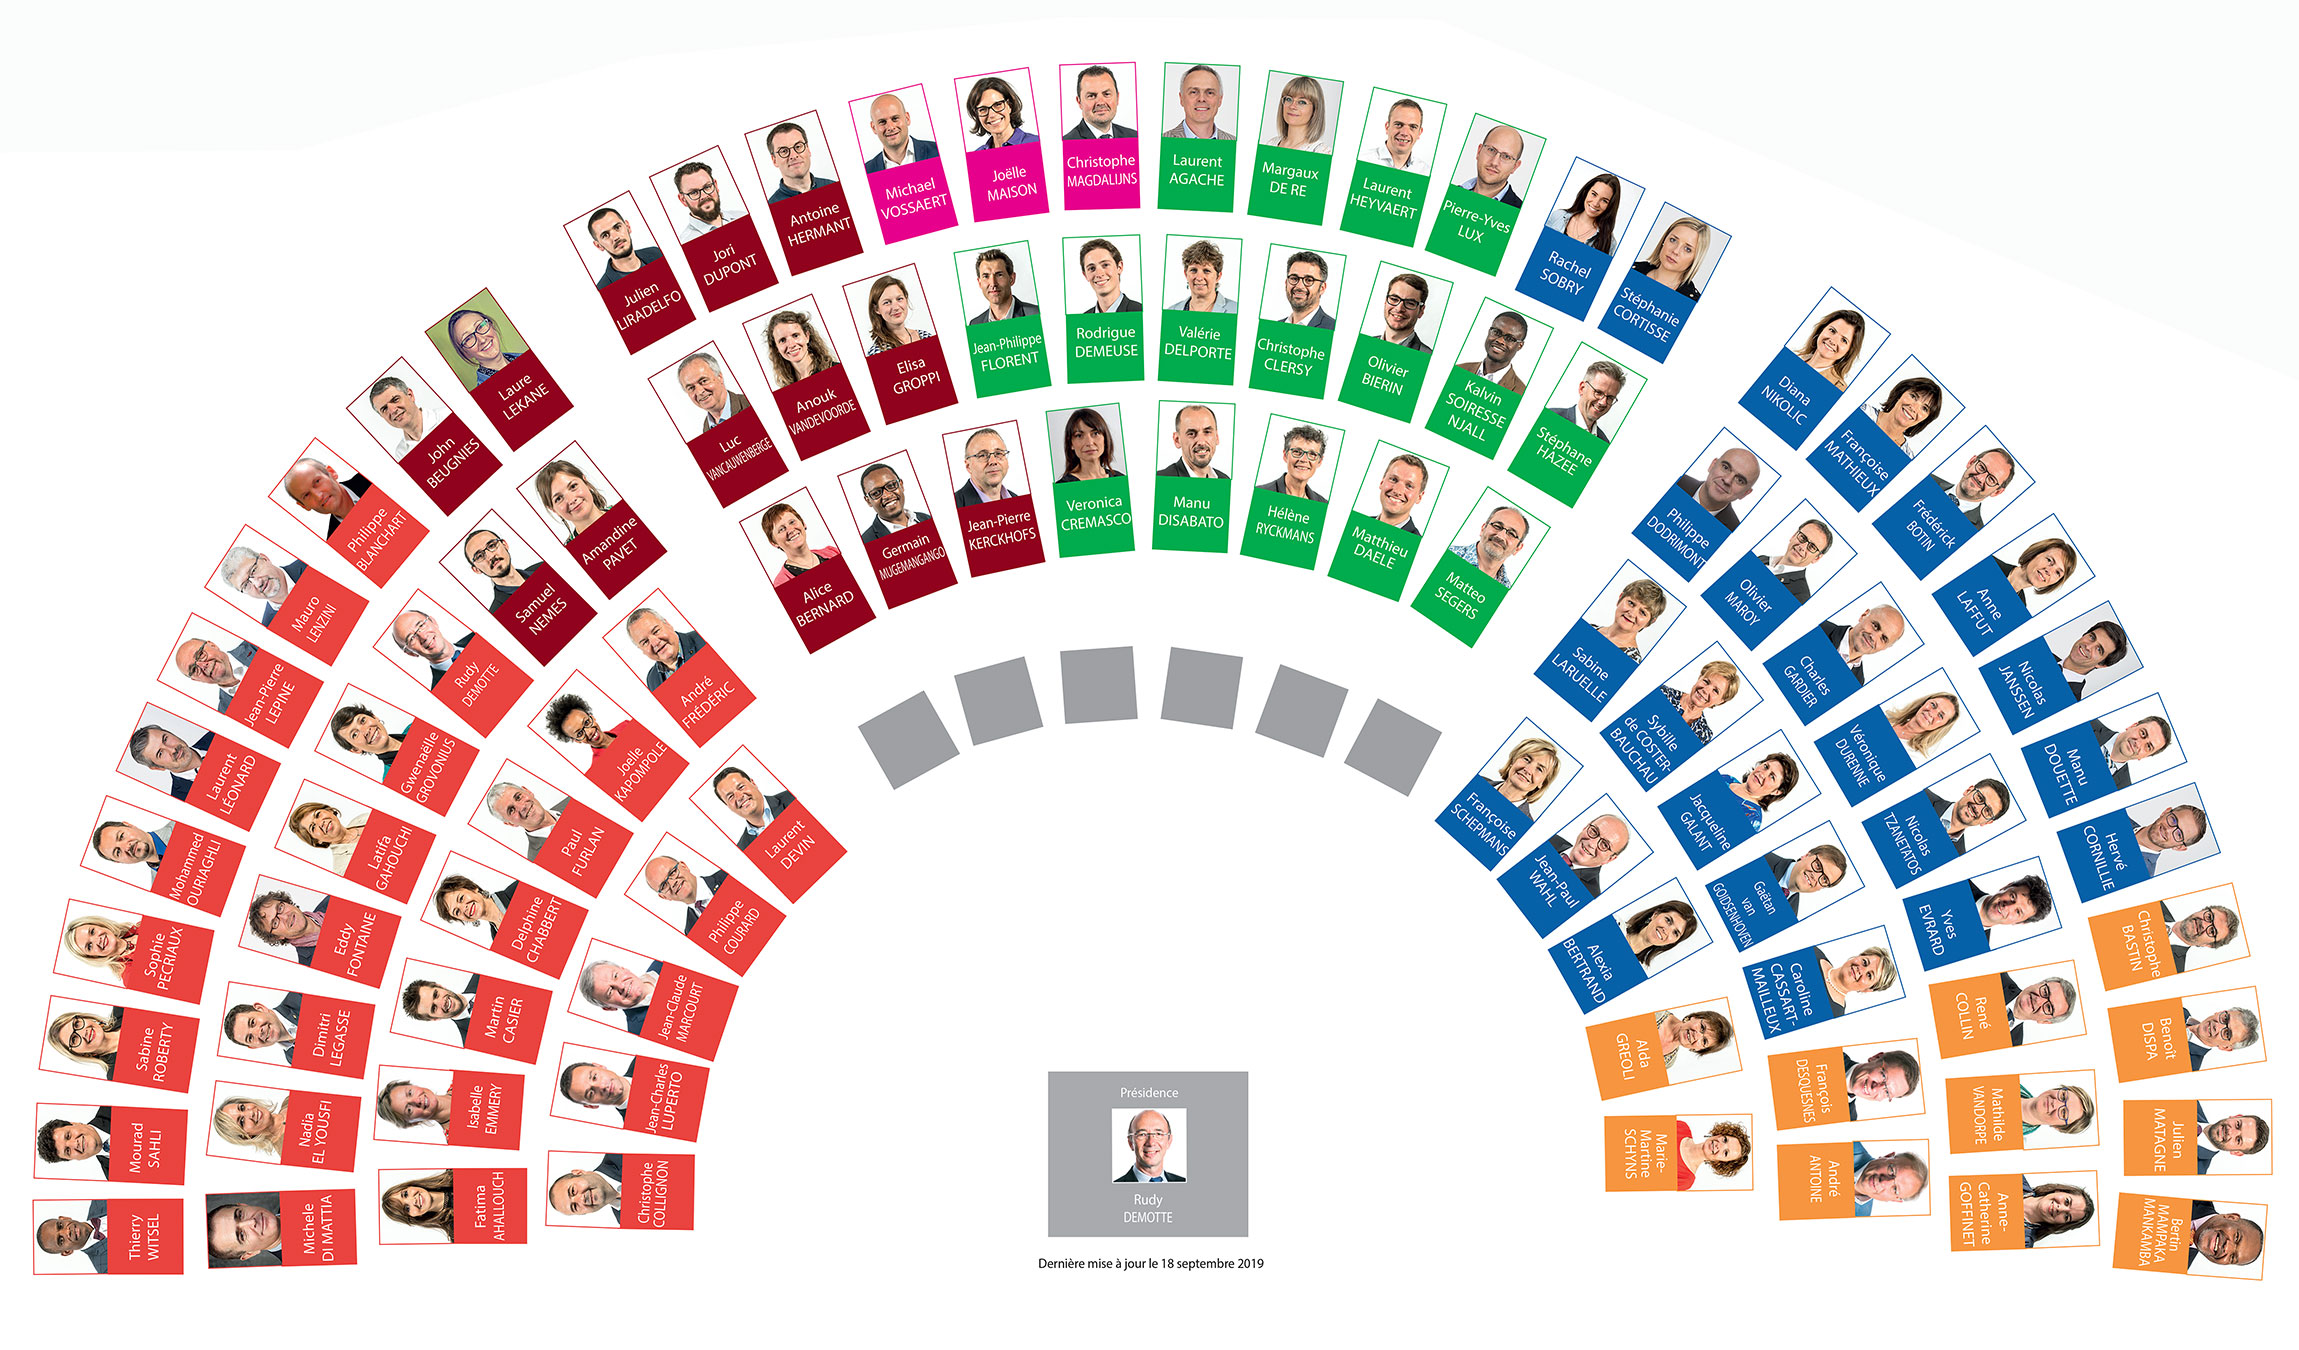 Michael
VOSSAERT
Joëlle
MAISON
Christophe
MAGDALIJNS
Laurent
AGACHE
Margaux
DE RE
Laurent
HEYVAERT
Pierre-Yves
LUX
Rachel
SOBRY
Stéphanie
CORTISSE
Julien
LIRADELFO
Jori
DUPONT
Antoine
HERMANT
Luc
VANCAUWENBERGE
Anouk
VANDEVOORDE
Elisa
GROPPI
Jean-Philippe
FLORENT
Rodrigue
DEMEUSE
Valérie
DELPORTE
Christophe
CLERSY
Olivier
BIERIN
Kalvin
SOIRESSE
NJALL
Stéphane
HAZEE
Alice
BERNARD
Germain
MUGEMANGANGO
Jean-Pierre
KERCKHOFS
Veronica
CREMASCO
Manu
DISABATO
Hélène
RYCKMANS
Matthieu
DAELE
Matteo
SEGERS
Laure
LEKANE
John
BEUGNIES
Philippe
BLANCHART
Mauro
LENZINI
Jean-Pierre
LEPINE
Laurent
LÉONARD
Mohammed
OURIAGHLI
Sophie
PECRIAUX
Sabine
ROBERTY
Mourad
SAHLI
Thierry
WITSEL
Amandine
PAVET
Samuel
NEMES
Rudy
DEMOTTE
Gwenaëlle
GROVONIUS
Latifa
GAHOUCHI
Eddy
FONTAINE
Dimitri
LEGASSE
Nadia
EL YOUSFI
Michele
DI MATTIA
André
FRÉDÉRIC
Joëlle
KAPOMPOLE
Paul
FURLAN
Delphine
CHABBERT
Martin
CASIER
Isabelle
EMMERY
Fatima
AHALLOUCH
Laurent
DEVIN
Philippe
COURARD
Jean-Claude
MARCOURT
Jean-Charles
LUPERTO
Christophe
COLLIGNON
Diana
NIKOLIC
Françoise
MATHIEUX
Frédérick
BOTIN
Anne
LAFFUT
Nicolas
JANSSEN
Manu
DOUETTE
Hervé
CORNILLIE
Christophe
BASTIN
Benoît
DISPA
Julien
MATAGNE
Bertin
MAMPAKA
MANKAMBA
Philippe
DODRIMONT
Olivier
MAROY
Charles
GARDIER
Véronique
DURENNE
Nicolas
TZANETATOS
Yves
EVRARD
René
COLLIN
Mathilde
VANDORPE
Anne-
Catherine
GOFFINET
Sabine
LARUELLE
Sybille
de COSTER-
BAUCHAU
Jacqueline
GALANT
Gaëtan
van
GOIDSENHOVEN
Caroline
CASSART-
MAILLEUX
François
DESQUESNES
André
ANTOINE
Françoise
SCHEPMANS
Jean-Paul
WAHL
Alexia
BERTRAND
Alda
GREOLI
Marie-
Martine
SCHYNS
Présidence
Rudy
DEMOTTE
Dernière mise à jour le 18 septembre 2019